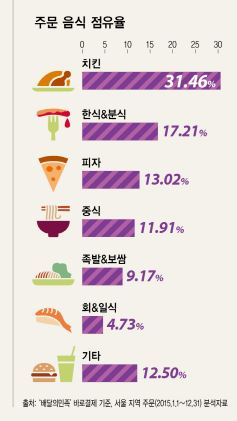 주문 음식 점유율
0 5 10 15 20 25 30
치킨
31.46%
한식&분식
17.21%
피자
13.02%
중식
11.91%
족발&보쌈
9.17%
회&일식
4.73%
기타
12.50%
출처: '배달의민족' 바로결제 기준, 서울 지역 주문(2015,1,1~12,31) 분석자료